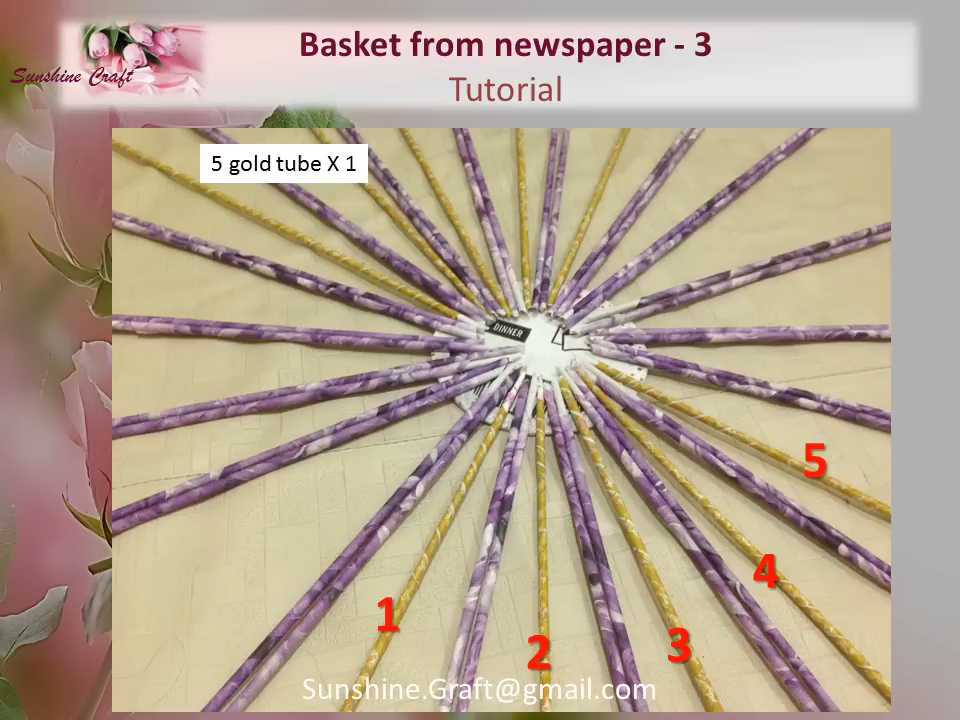 Basket from newspaper - 3
Sunshine Craft
Tutorial
5 gold tube X 1
DINNER
5
4
1
3
2
Sunshine.Graft@gmail.com